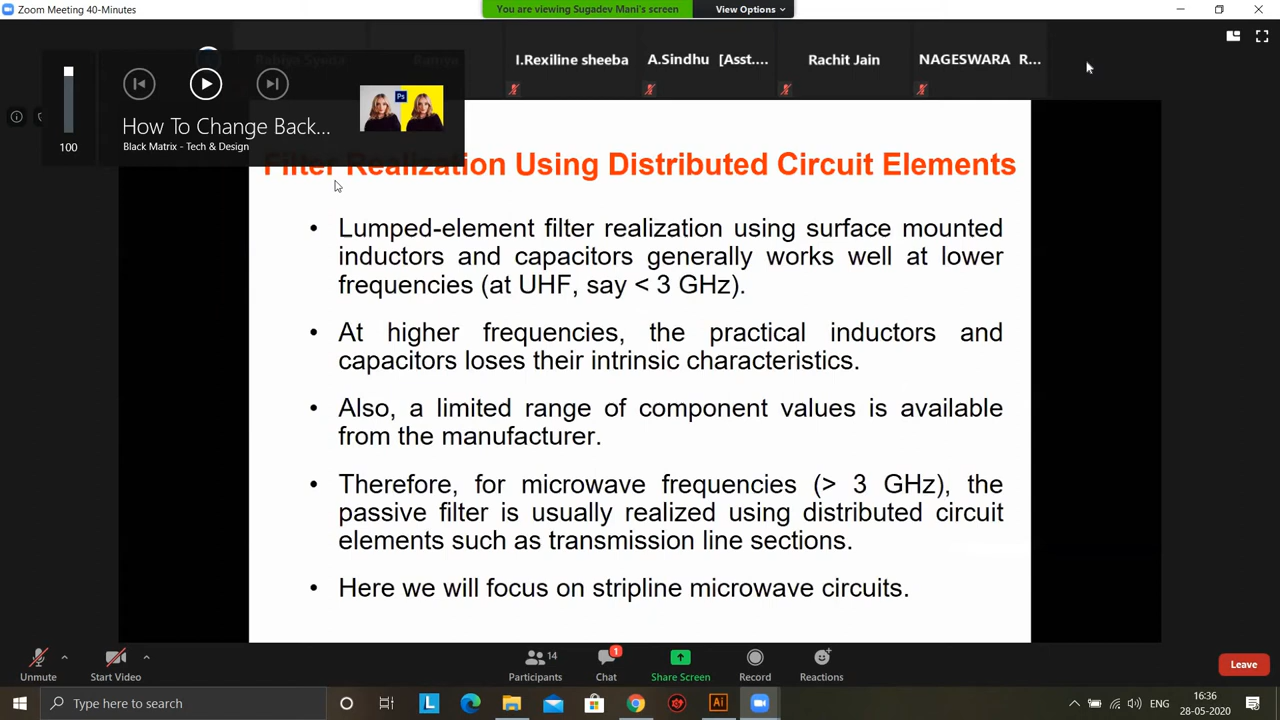 Zoom Meeting 40-Minutes
You are viewing Sugadev Mani's screen
View Options
I.Rexiline sheeba
A.Sindhu [Asst....
Rachit Jain
NAGESWARA R...
100
How To Change Back...
Black Matrix - Tech & Design
Ps
Filter Realization Using Distributed Circuit Elements
• Lumped-element filter realization using surface mounted
inductors and capacitors generally works well at lower
frequencies (at UHF, say < 3 GHz).
• At higher frequencies, the practical inductors and
capacitors loses their intrinsic characteristics.
• Also, a limited range of component values is available
from the manufacturer.
• Therefore, for microwave frequencies (> 3 GHz), the
passive filter is usually realized using distributed circuit
elements such as transmission line sections.
• Here we will focus on stripline microwave circuits.
Unmute
Start Video
14
Participants
1
Chat
Share Screen
Record
Reactions
Leave
Type here to search
L
Ai
ENG
16:36
28-05-2020